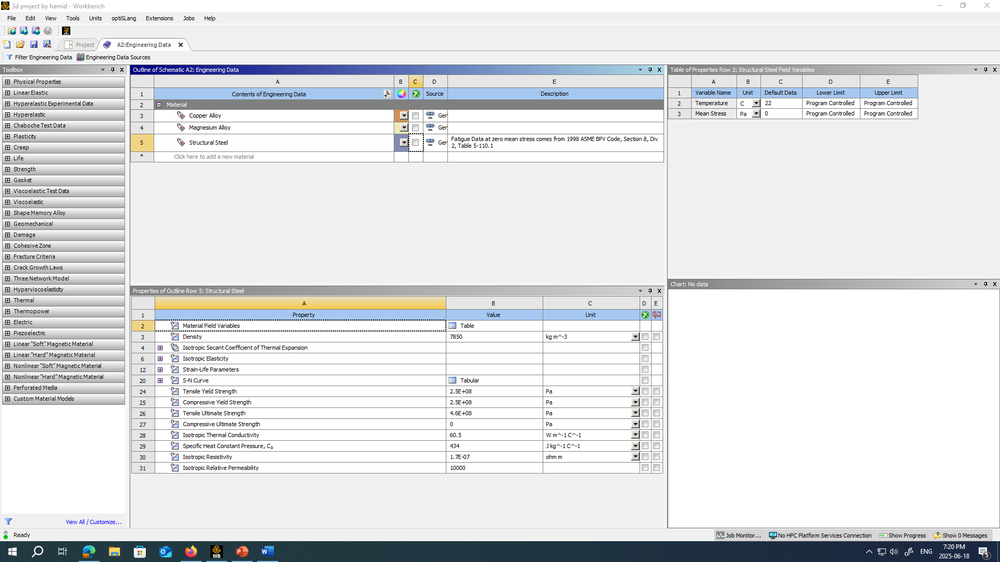 3d project by hamid - Workbench
File Edit View Tools Units optiSLang Extensions Jobs Help
Project A2:Engineering Data
Filter Engineering Data Engineering Data Sources
Toolbox
Physical Properties
Linear Elastic
Hyperelastic Experimental Data
Hyperelastic
Chaboche Test Data
Plasticity
Creep
Life
Strength
Gasket
Viscoelastic Test Data
Viscoelastic
Shape Memory Alloy
Geomechanical
Damage
Cohesive Zone
Fracture Criteria
Crack Growth Laws
Three Network Model
Hyperviscoelasticity
Thermal
Thermopower
Electric
Piezoelectric
Linear "Soft" Magnetic Material
Linear "Hard" Magnetic Material
Nonlinear "Soft" Magnetic Material
Nonlinear "Hard" Magnetic Material
Perforated Media
Custom Material Models
View All / Customize...
Outline of Schematic A2: Engineering Data
A B C D E
1 Contents of Engineering Data Source Description
2 Material
3 Copper Alloy Ger
4 Magnesium Alloy Ger
5 Structural Steel Ger Fatigue Data at zero mean stress comes from 1998 ASME BPV Code, Section 8, Div
2, Table 5-110.1
* Click here to add a new material
Properties of Outline Row 5: Structural Steel
A B C D E
1 Property Value Unit
2 Material Field Variables Table
3 Density 7850 kg m^-3
4 Isotropic Secant Coefficient of Thermal Expansion
6 Isotropic Elasticity
12 Strain-Life Parameters
20 S-N Curve Tabular
24 Tensile Yield Strength 2.5E+08 Pa
25 Compressive Yield Strength 2.5E+08 Pa
26 Tensile Ultimate Strength 4.6E+08 Pa
27 Compressive Ultimate Strength 0 Pa
28 Isotropic Thermal Conductivity 60.5 W m^-1 C^-1
29 Specific Heat Constant Pressure, Cₚ 434 J kg^-1 C^-1
30 Isotropic Resistivity 1.7E-07 ohm m
31 Isotropic Relative Permeability 10000
Table of Properties Row 2: Structural Steel Field Variables
A B C D E
1 Variable Name Unit Default Data Lower Limit Upper Limit
2 Temperature C 22 Program Controlled Program Controlled
3 Mean Stress Pa 0 Program Controlled Program Controlled
Chart: No data
Ready
Job Monitor... No HPC Platform Services Connection Show Progress Show 0 Messages
WB
ENG
7:20 PM
2025-06-18
5